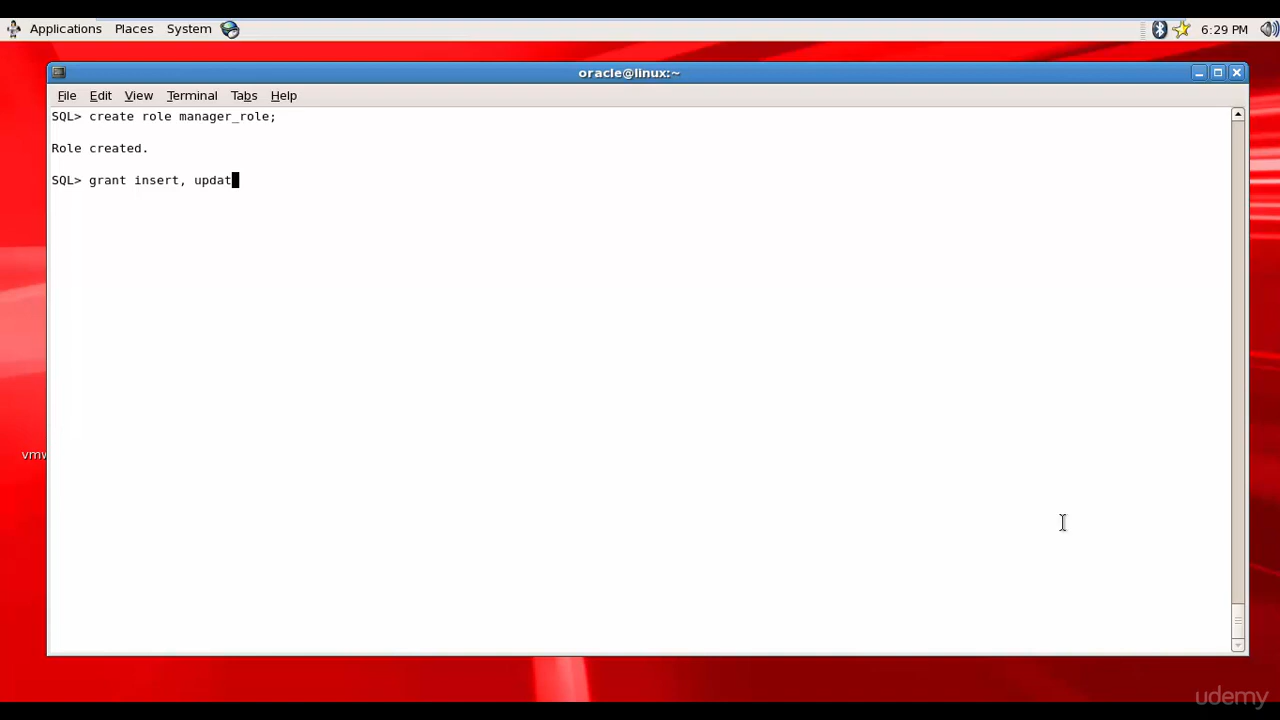 Applications Places System 6:29 PM
oracle@linux:~
File Edit View Terminal Tabs Help
SQL> create role manager_role;
Role created.
SQL> grant insert, updat
vmw
udemy